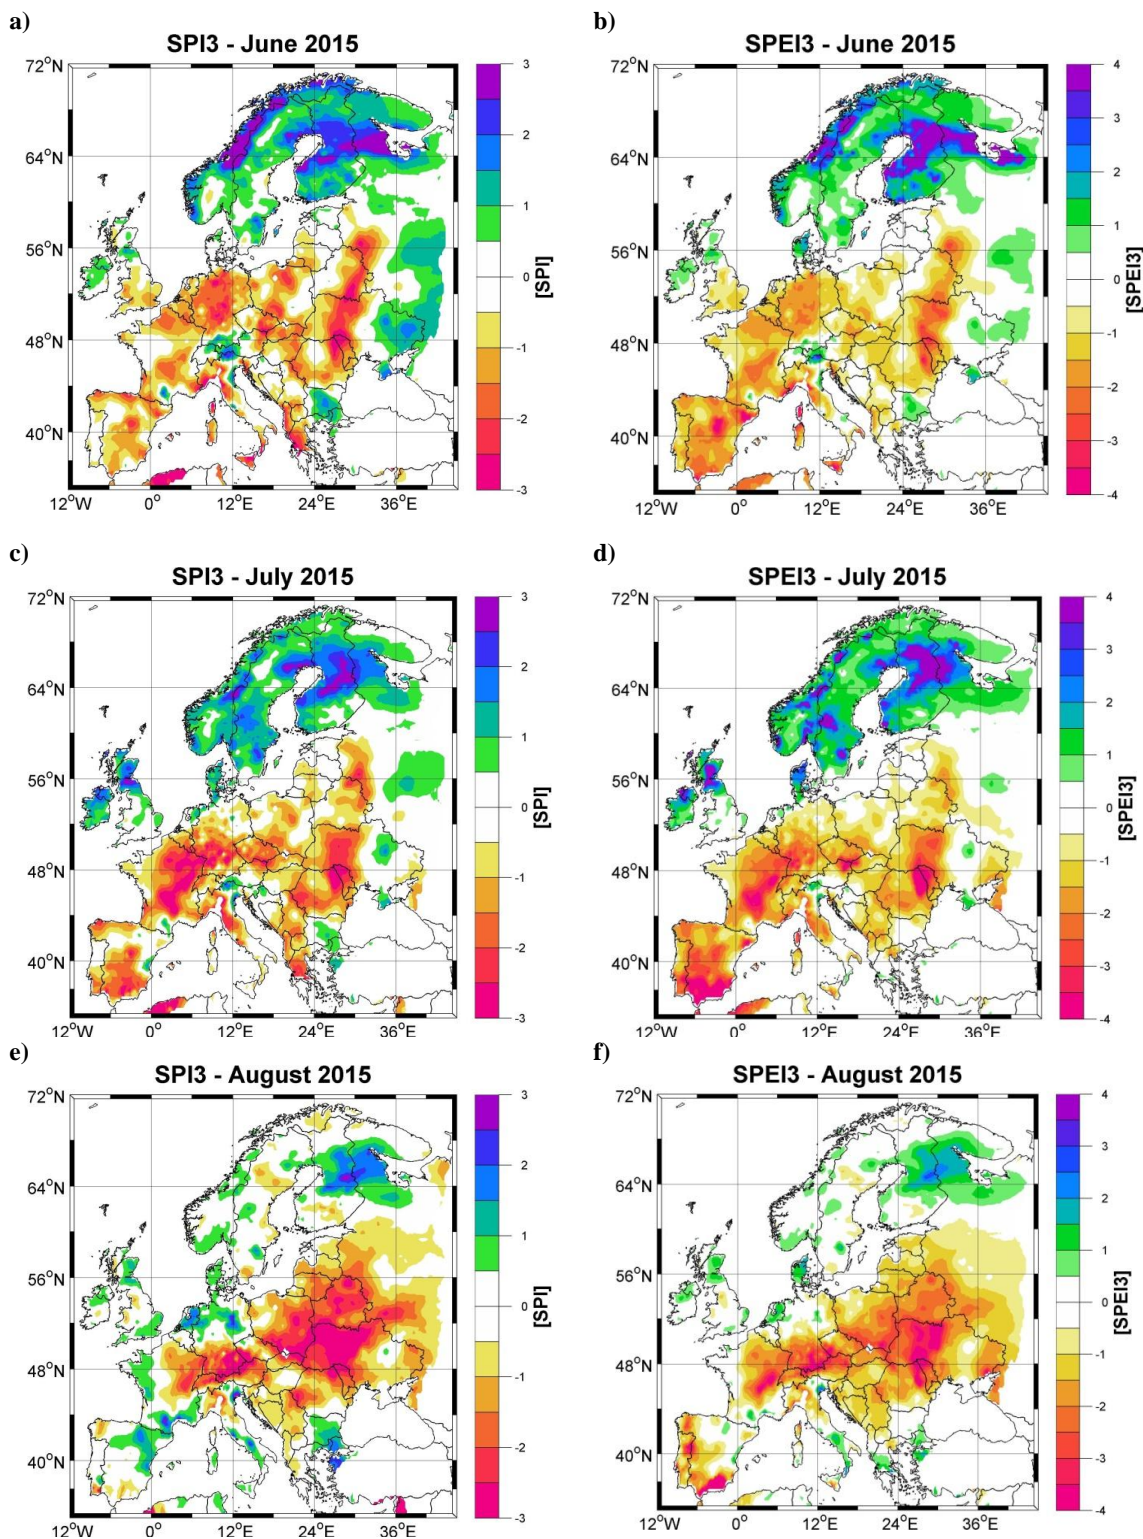 a)
b)
SPI3 - June 2015
SPEI3 - June 2015
72°N
64°N
56°N
48°N
40°N
12°W
0°
12°E
24°E
36°E
3
2
1
0
-1
-2
-3
[SPI]
72°N
64°N
56°N
48°N
40°N
12°W
0°
12°E
24°E
36°E
4
3
2
1
0
-1
-2
-3
-4
[SPEI3]
c)
d)
SPI3 - July 2015
SPEI3 - July 2015
72°N
64°N
56°N
48°N
40°N
12°W
0°
12°E
24°E
36°E
3
2
1
0
-1
-2
-3
[SPI]
72°N
64°N
56°N
48°N
40°N
12°W
0°
12°E
24°E
36°E
4
3
2
1
0
-1
-2
-3
-4
[SPEI3]
e)
f)
SPI3 - August 2015
SPEI3 - August 2015
72°N
64°N
56°N
48°N
40°N
12°W
0°
12°E
24°E
36°E
3
2
1
0
-1
-2
-3
[SPI]
72°N
64°N
56°N
48°N
40°N
12°W
0°
12°E
24°E
36°E
4
3
2
1
0
-1
-2
-3
-4
[SPEI3]